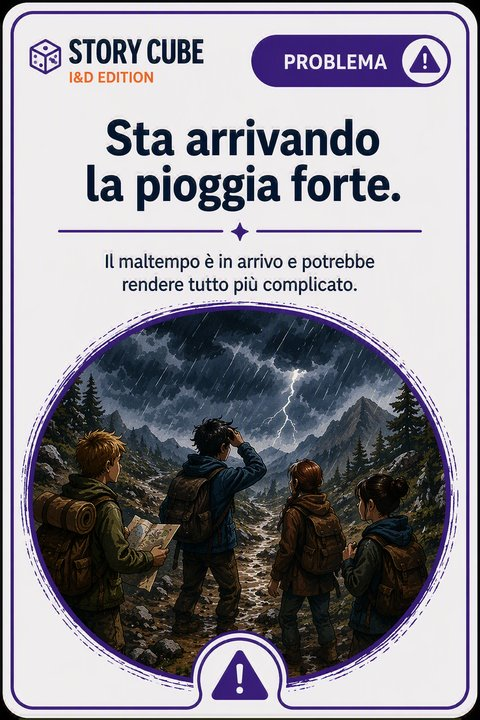 STORY CUBE
I&D EDITION
PROBLEMA
Sta arrivando
la pioggia forte.
Il maltempo è in arrivo e potrebbe
rendere tutto più complicato.